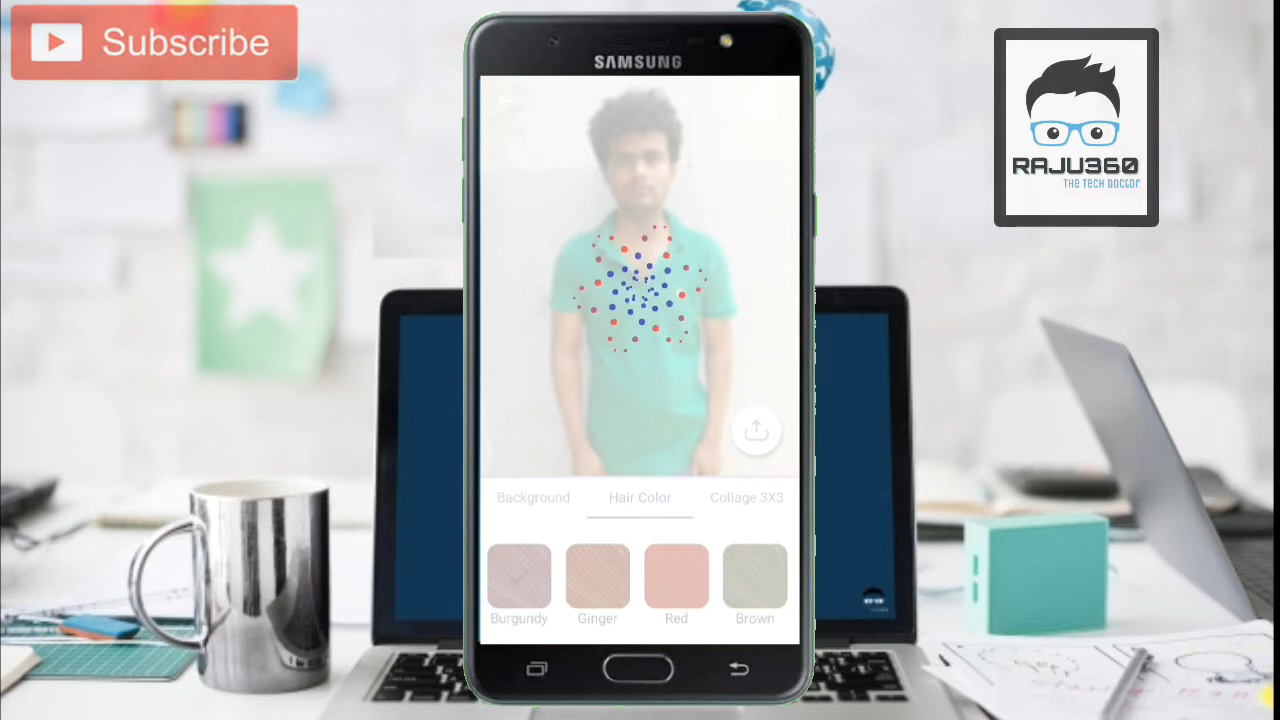 Subscribe
SAMSUNG
RAJU360
THE TECH DOCTOR
Background Hair Color Collage 3X3
Burgundy Ginger Red Brown